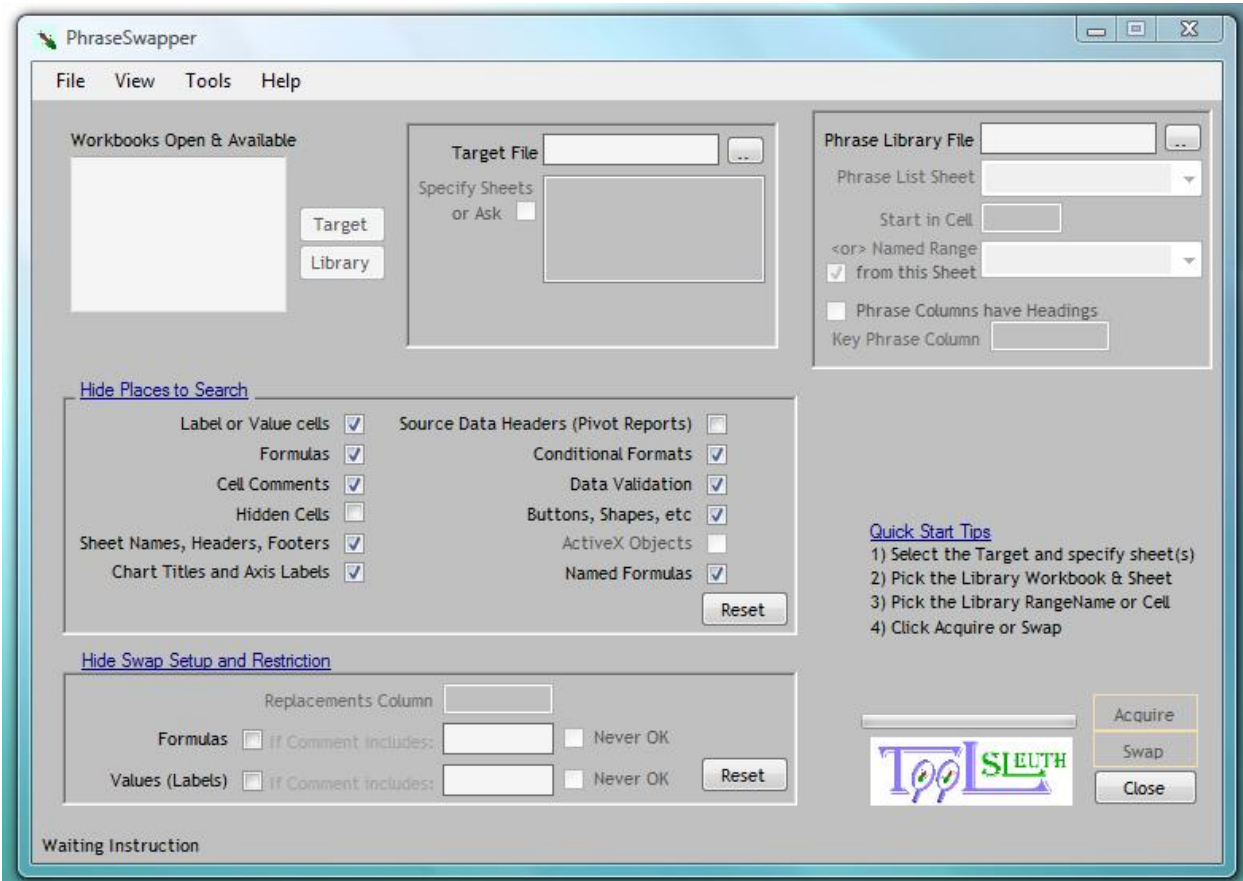 PhraseSwapper
File View Tools Help
Workbooks Open & Available
Target
Library
Target File ..
Specify Sheets
or Ask
Phrase Library File ..
Phrase List Sheet
Start in Cell
<or> Named Range
from this Sheet
Phrase Columns have Headings
Key Phrase Column
Hide Places to Search
Label or Value cells Source Data Headers (Pivot Reports)
Formulas Conditional Formats
Cell Comments Data Validation
Hidden Cells Buttons, Shapes, etc
Sheet Names, Headers, Footers ActiveX Objects
Chart Titles and Axis Labels Named Formulas
Reset
Quick Start Tips
1) Select the Target and specify sheet(s)
2) Pick the Library Workbook & Sheet
3) Pick the Library RangeName or Cell
4) Click Acquire or Swap
Hide Swap Setup and Restriction
Replacements Column
Formulas If Comment includes: Never OK
Values (Labels) If Comment includes: Never OK Reset
TOOL SLEUTH
Acquire
Swap
Close
Waiting Instruction